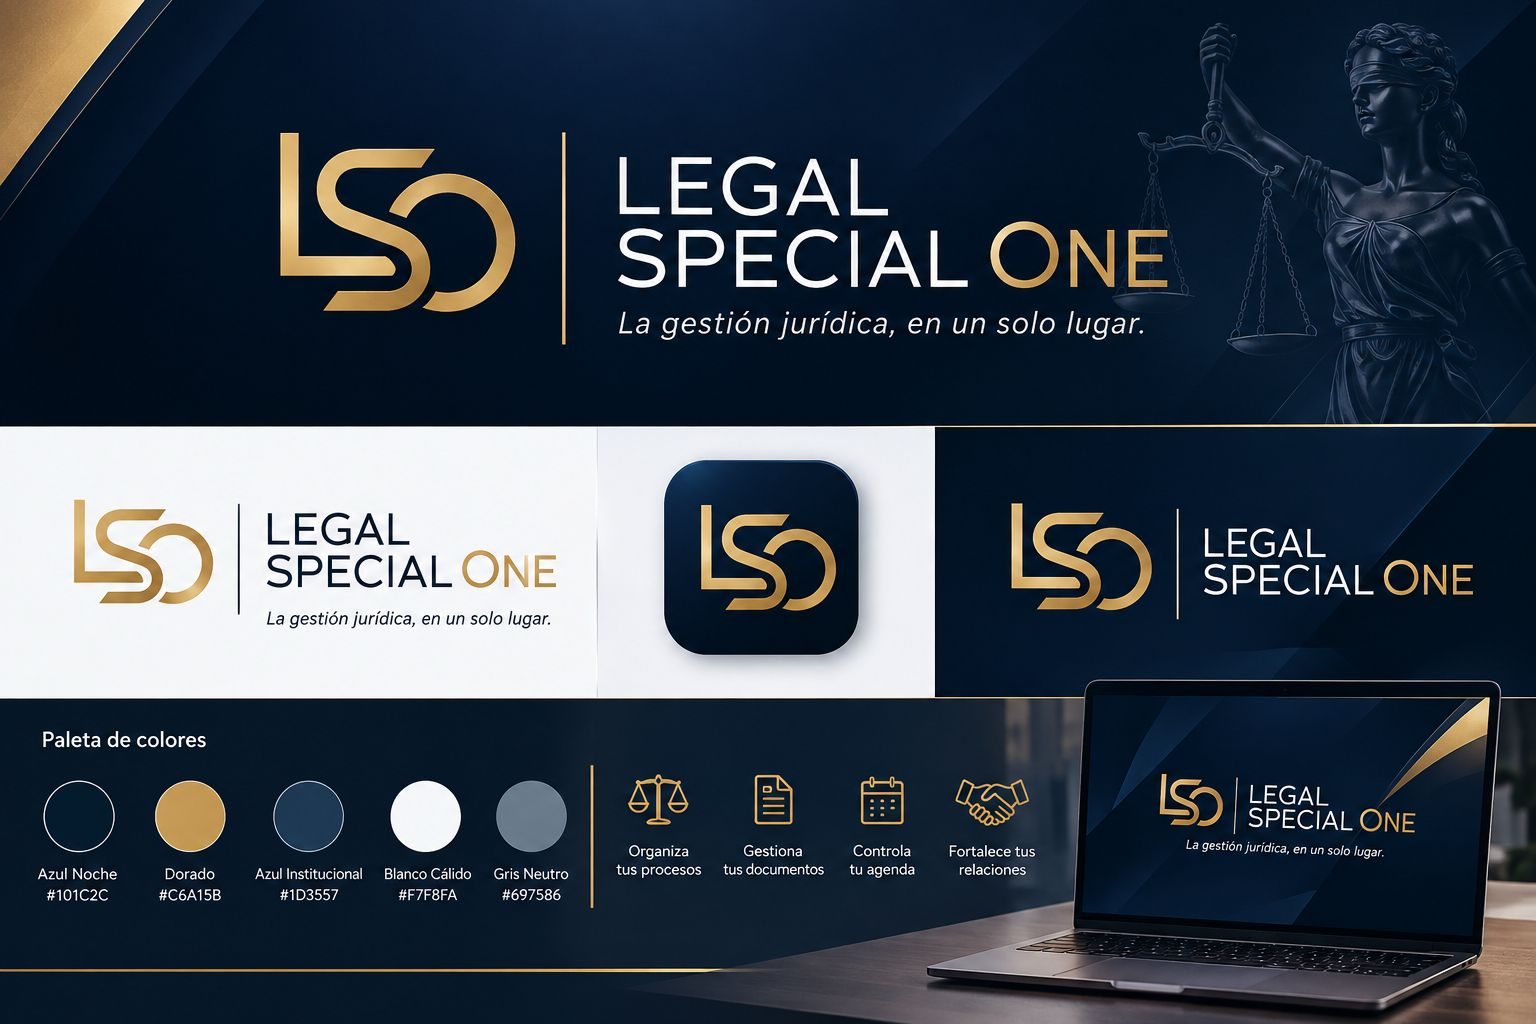 LSO
LEGAL
SPECIAL ONE
La gestión jurídica, en un solo lugar.
LSO
LEGAL
SPECIAL ONE
La gestión jurídica, en un solo lugar.
LSO
LSO
LEGAL
SPECIAL ONE
Paleta de colores
Azul Noche
#101C2C
Dorado
#C6A15B
Azul Institucional
#1D3557
Blanco Cálido
#F7F8FA
Gris Neutro
#697586
Organiza
tus procesos
Gestiona
tus documentos
Controla
tu agenda
Fortalece tus
relaciones
LSO
LEGAL
SPECIAL ONE
La gestión jurídica, en un solo lugar.